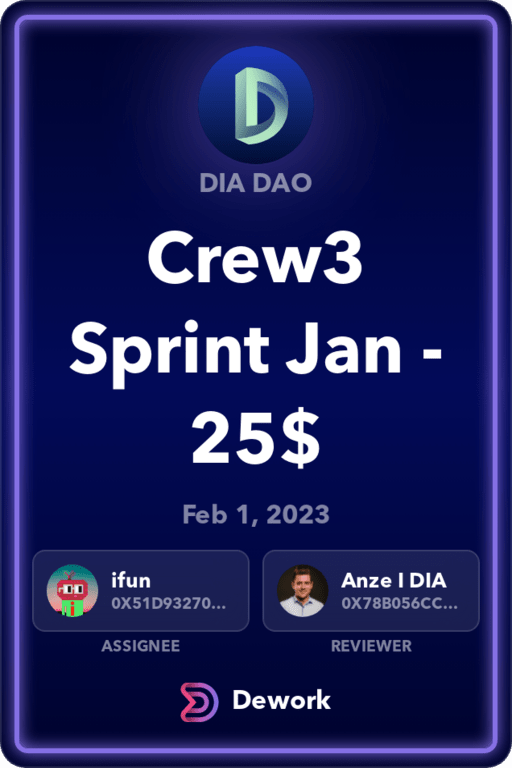 DIA DAO
Crew3
Sprint Jan -
25$
Feb 1, 2023
ifun
0X51D93270...
Anze I DIA
0X78B056CC...
ASSIGNEE
REVIEWER
Dework